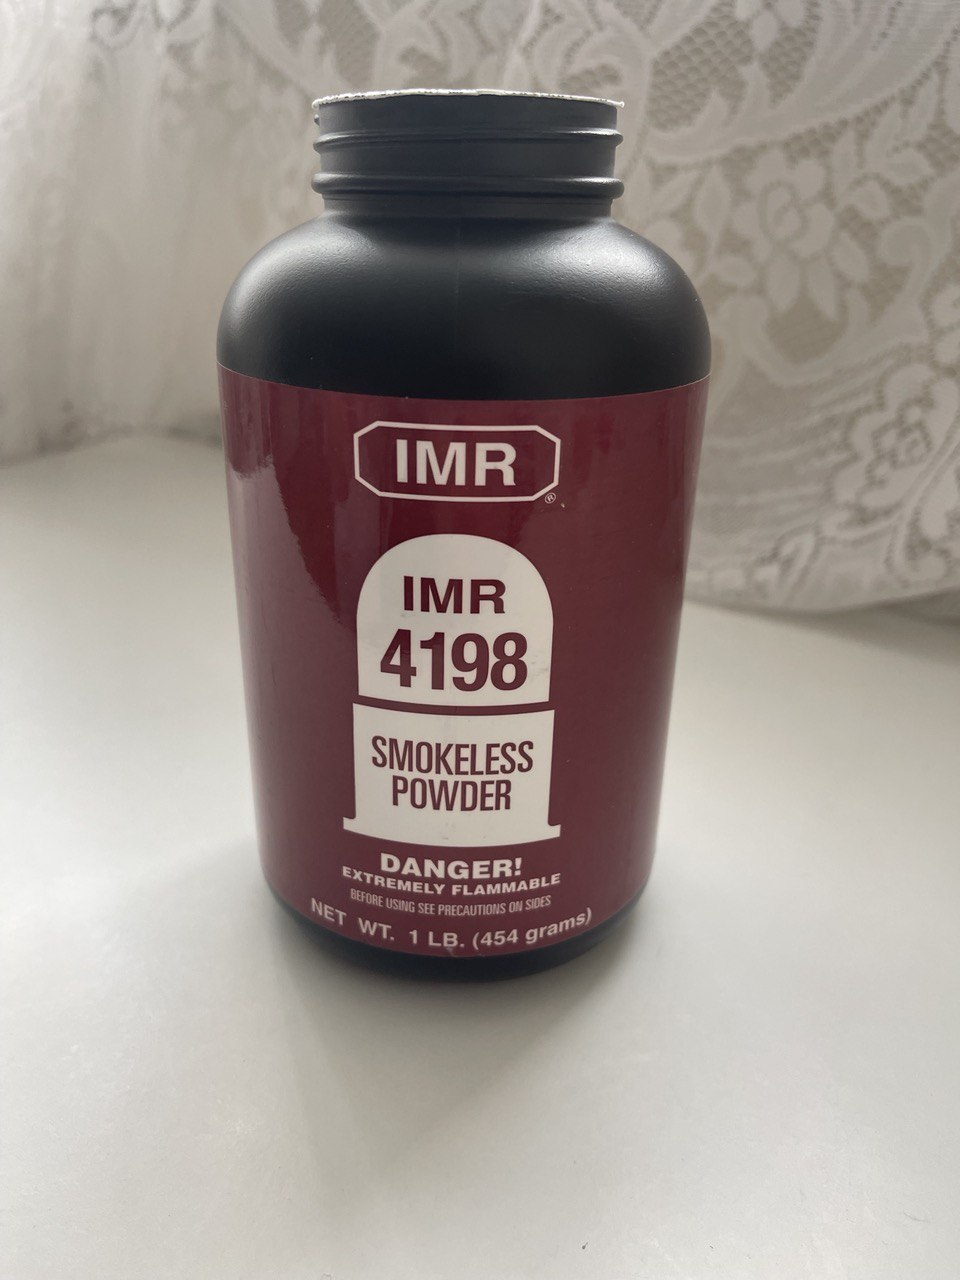 IMR
®
IMR
4198
SMOKELESS
POWDER
DANGER!
EXTREMELY FLAMMABLE
BEFORE USING SEE PRECAUTIONS ON SIDES
NET WT. 1 LB. (454 grams)